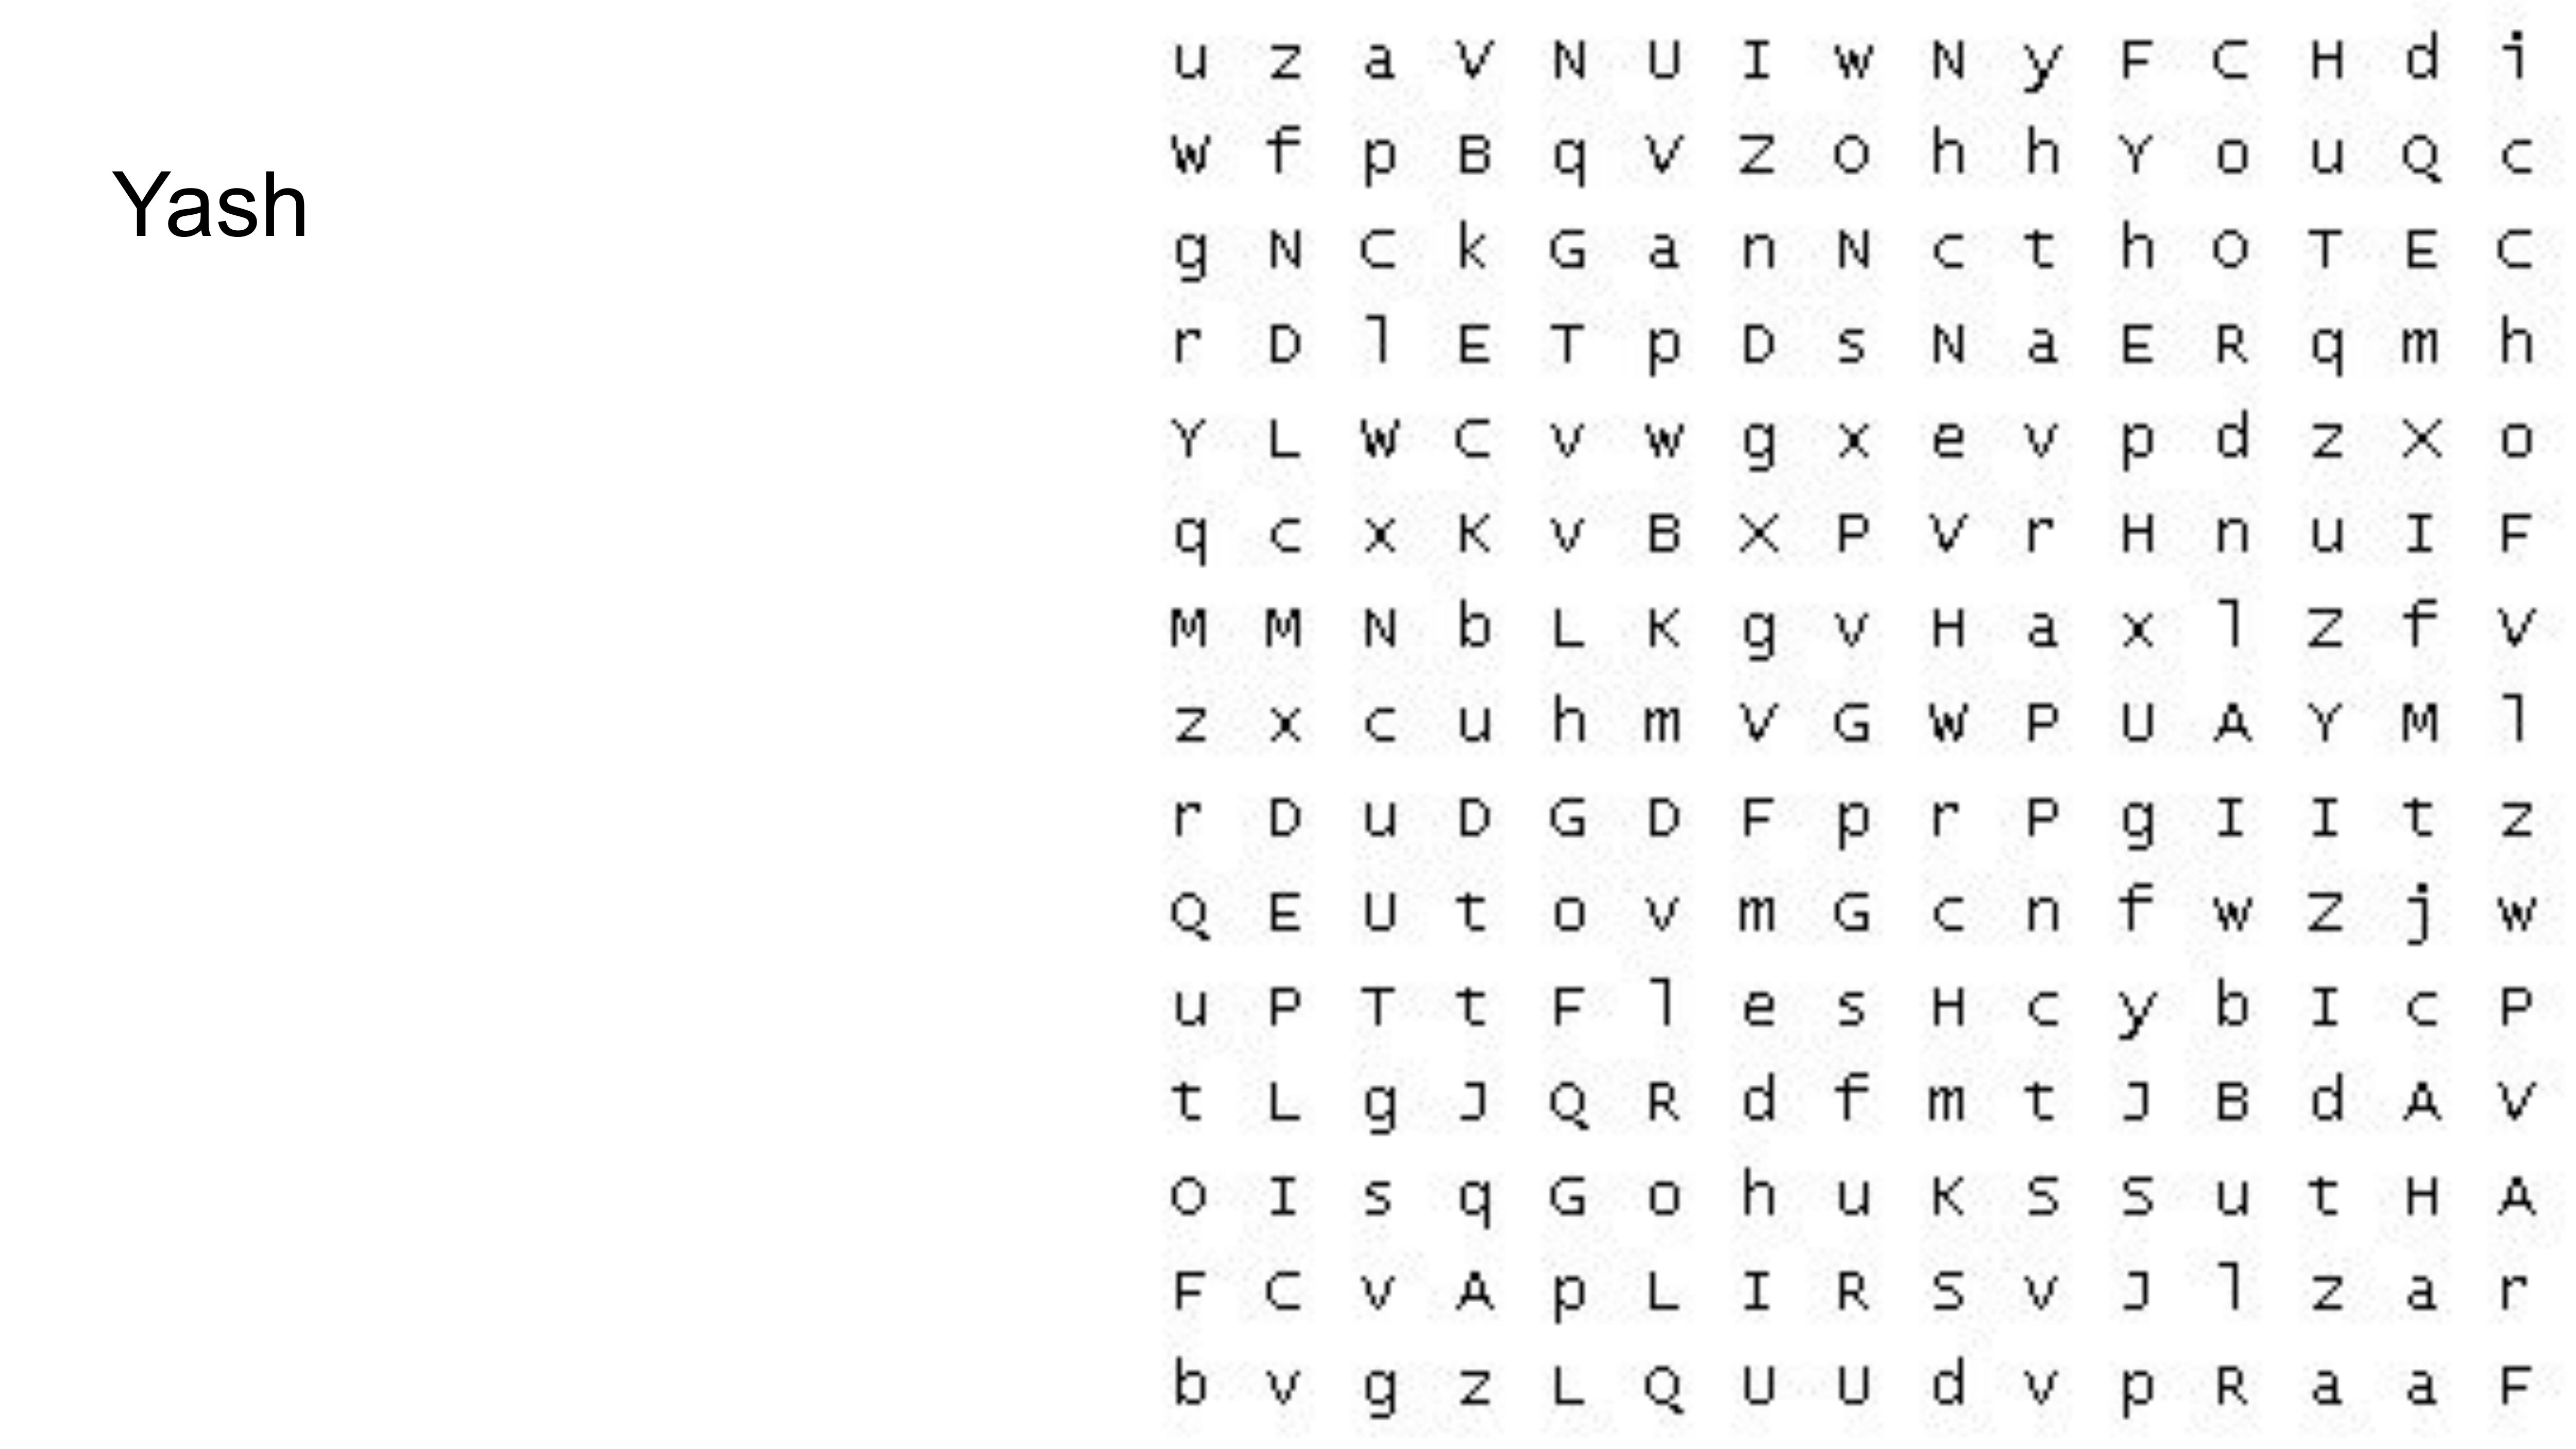 Yash
u z a V N U I w N y F C H d i
W f p B q V Z O h h Y o u Q c
g N C k G a n N c t h O T E C
r D l E T p D s N a E R q m h
Y L W C v w g x e v p d z X o
q c x K v B X P V r H n u I F
M M N b L K g v H a x l Z f V
z x c u h m V G W P U A Y M l
r D u D G D F p r P g I I t z
Q E U t o v m G c n f w Z j w
u P T t F l e s H c y b I c P
t L g J Q R d f m t J B d A V
O I s q G o h u K S S u t H A
F C v A p L I R S v J l z a r
b v g z L Q U U d v p R a a F